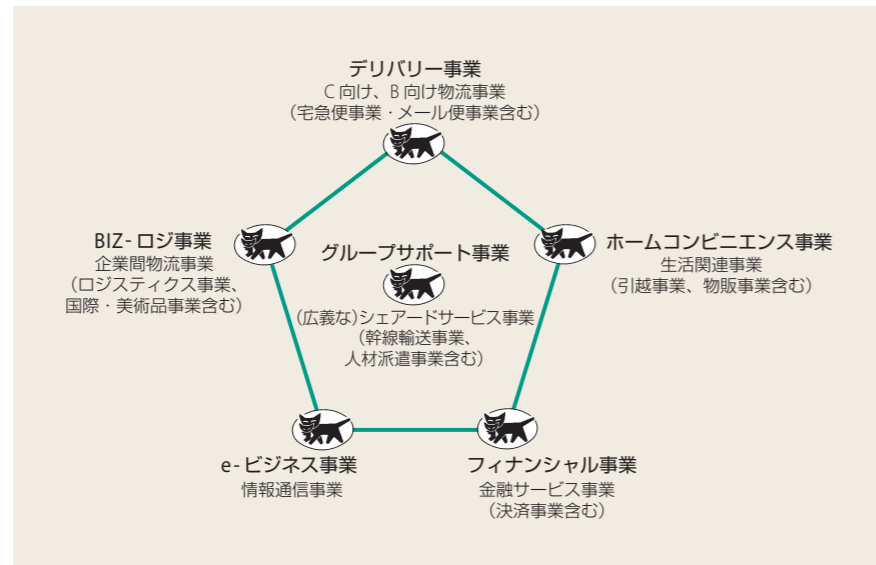 デリバリー事業
C向け、B向け物流事業
(宅急便事業・メール便事業含む)
BIZ-ロジ事業
企業間物流事業
(ロジスティクス事業、
国際・美術品事業含む)
グループサポート事業
(広義な)シェアードサービス事業
(幹線輸送事業、
人材派遣事業含む)
ホームコンビニエンス事業
生活関連事業
(引越事業、物販事業含む)
e-ビジネス事業
情報通信事業
フィナンシャル事業
金融サービス事業
(決済事業含む)